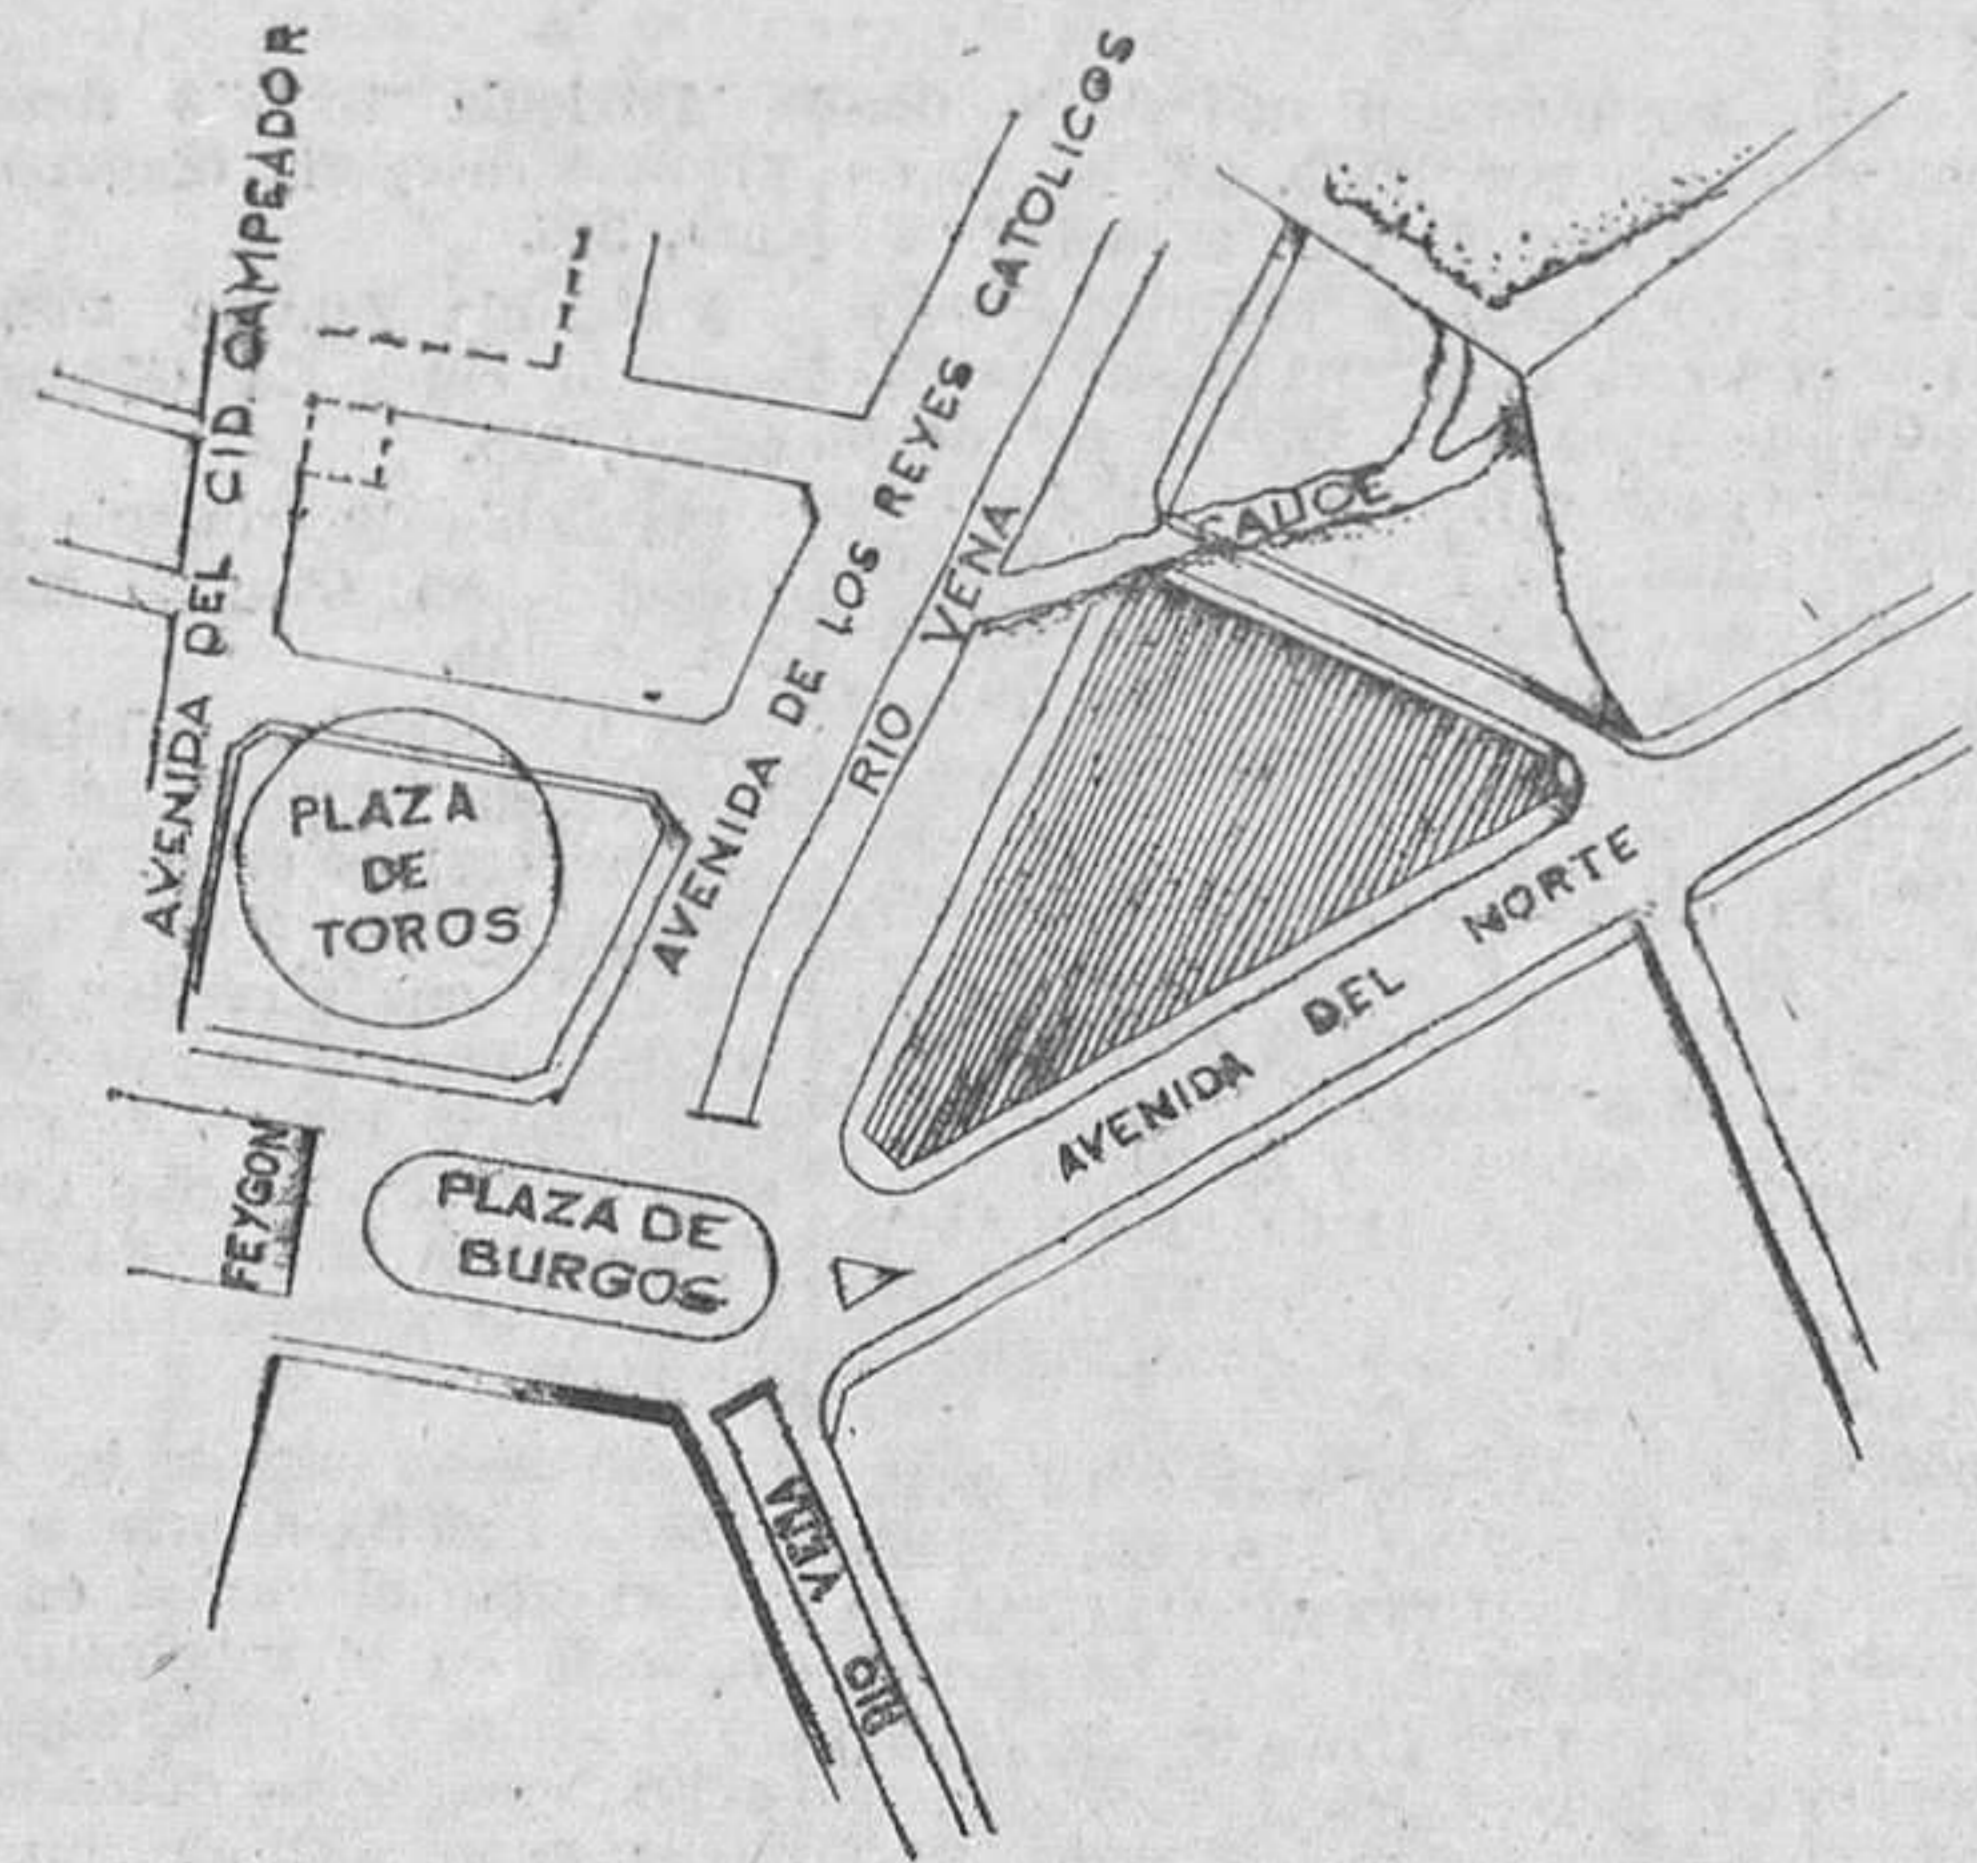 AVENIDA DEL CID CAMPEADOR
AVENIDA DE LOS REYES CATOLICOS
RIO VENA
CAUCE
PLAZA
DE
TOROS
AVENIDA DEL NORTE
FEYGON
PLAZA DE
BURGOS
RIO VENA